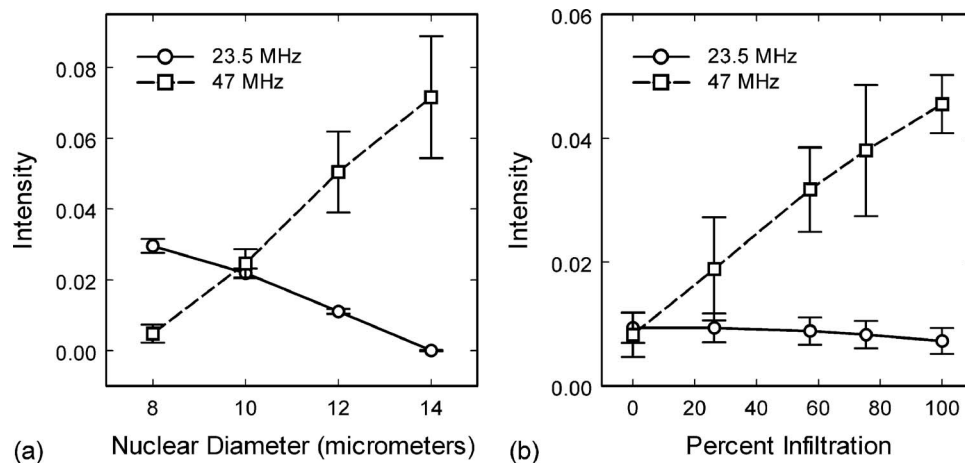 23.5 MHz
47 MHz
0.08
0.06
0.04
0.02
0.00
Intensity
8 10 12 14
(a) Nuclear Diameter (micrometers)
23.5 MHz
47 MHz
0.06
0.04
0.02
0.00
Intensity
0 20 40 60 80 100
(b) Percent Infiltration